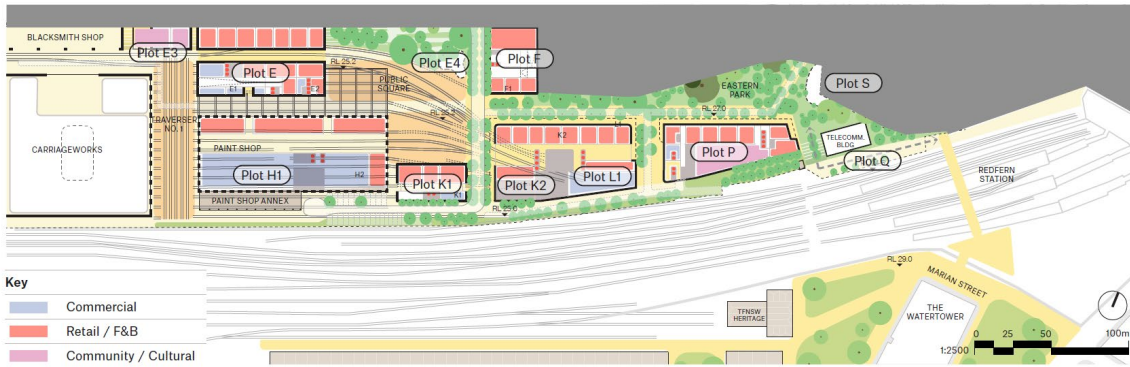 BLACKSMITH SHOP
Plot E3
Plot E4
Plot F
F1
RL 25.2
Plot E
E1
E2
PUBLIC
SQUARE
EASTERN
PARK
Plot S
RL 27.0
RL 25.3
TRAVERSER
NO. 1
CARRIAGEWORKS
PAINT SHOP
L1
K2
TELECOMM.
BLDG
Plot P
Plot Q
REDFERN
STATION
Plot H1
H2
Plot K1
K1
Plot K2
Plot L1
PAINT SHOP ANNEX
RL 25.0
RL 29.0
MARIAN STREET
THE
WATERTOWER
TFNSW
HERITAGE
Key
Commercial
Retail / F&B
Community / Cultural
0 25 50 100m
1:2500